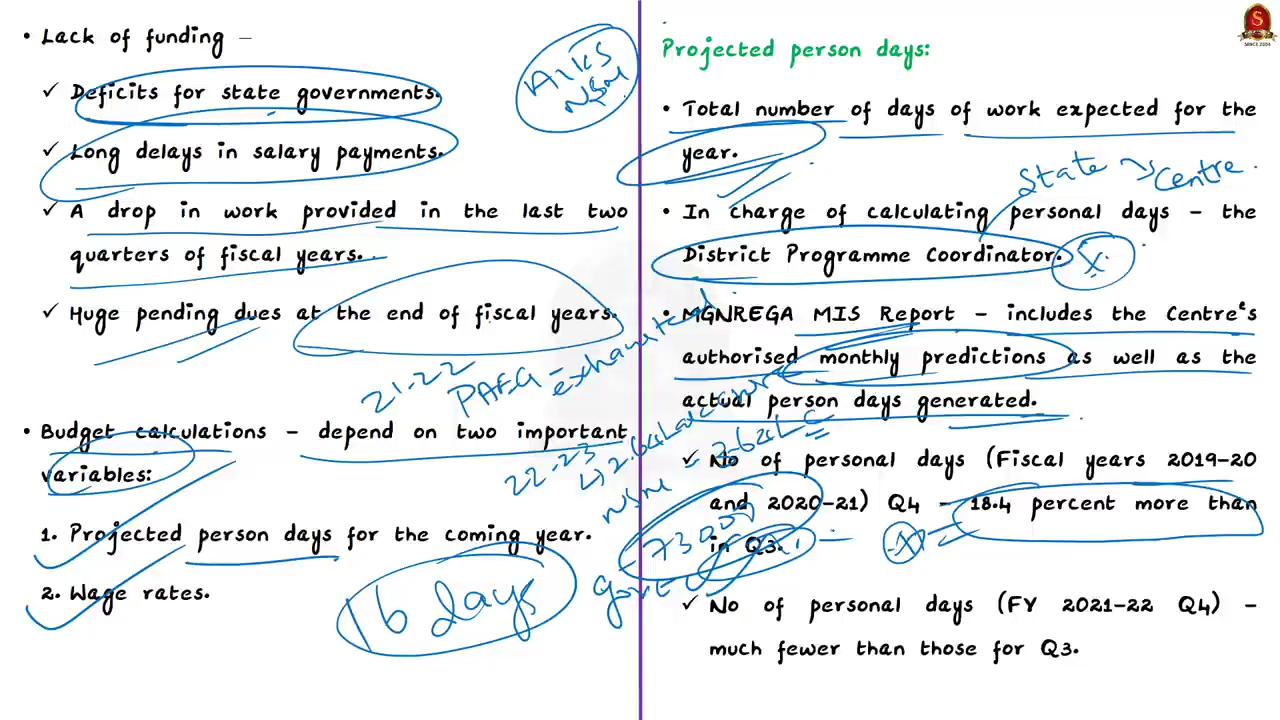 • Lack of funding –
✓ Deficits for state governments.
✓ Long delays in salary payments.
✓ A drop in work provided in the last two
quarters of fiscal years.
✓ Huge pending dues at the end of fiscal years.
• Budget calculations – depend on two important
variables:
1. Projected person days for the coming year.
2. Wage rates.
NSM
21-22
PAEG -
22-23
16 days
Projected person days:
• Total number of days of work expected for the
year.
State → Centre.
• In charge of calculating personal days – the
District Programme Coordinator.
• MGNREGA MIS Report – includes the Centre's
authorised monthly predictions as well as the
actual person days generated.
✓ No of personal days (Fiscal years 2019-20
and 2020-21) Q4 – 18.4 percent more than
in Q3.
73000
govt
✓ No of personal days (FY 2021-22 Q4) –
much fewer than those for Q3.
S
SINCE 2004